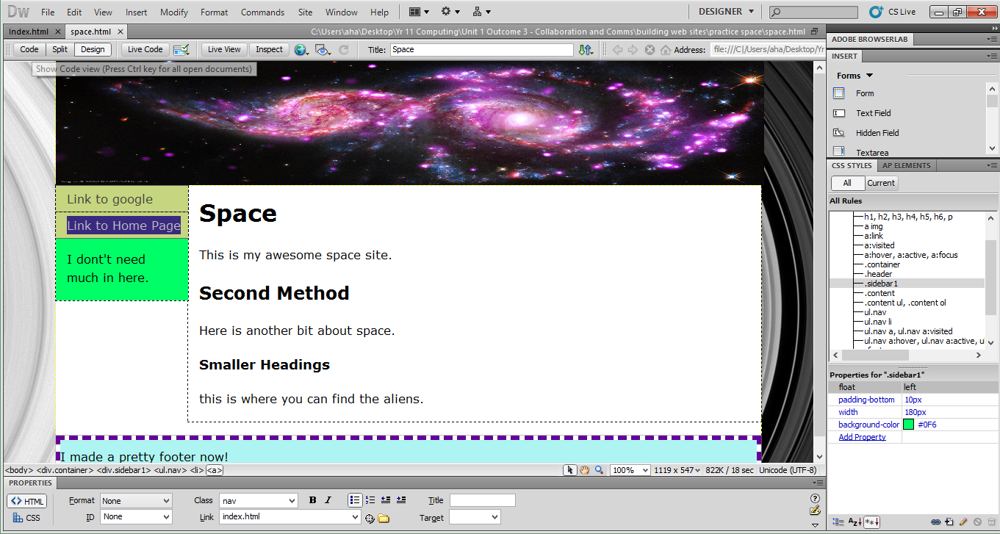 Dw File Edit View Insert Modify Format Commands Site Window Help DESIGNER CS Live
Index.html space.html C:\Users\aha\Desktop\Yr 11 Computing\Unit 1 Outcome 3 - Collaboration and Comms\building web sites\practice space\space.html
Code Split Design Live Code Live View Inspect Title: Space Address: file:///C|/Users/aha/Desktop/Yr
Show Code view (Press Ctrl key for all open documents)
Link to google
Link to Home Page
I dont't need
much in here.
Space
This is my awesome space site.
Second Method
Here is another bit about space.
Smaller Headings
this is where you can find the aliens.
I made a pretty footer now!
<body> <div.container> <div.sidebar1> <ul.nav> <li> <a> 100% 1119 x 547 822K / 18 sec Unicode (UTF-8)
PROPERTIES
HTML Format None Class nav B I Title
CSS ID None Link index.html Target
ADOBE BROWSERLAB
INSERT
Forms
Form
Text Field
Hidden Field
Textarea
CSS STYLES AP ELEMENTS
All Current
All Rules
h1, h2, h3, h4, h5, h6, p
a img
a:link
a:visited
a:hover, a:active, a:focus
.container
.header
.sidebar1
.content
.content ul, .content ol
ul.nav
ul.nav li
ul.nav a, ul.nav a:visited
ul.nav a:hover, ul.nav a:active, u
Properties for ".sidebar1"
float left
padding-bottom 10px
width 180px
background-color #0F6
Add Property